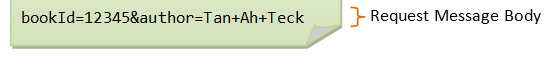 bookId=12345&author=Tan+Ah+Teck
Request Message Body